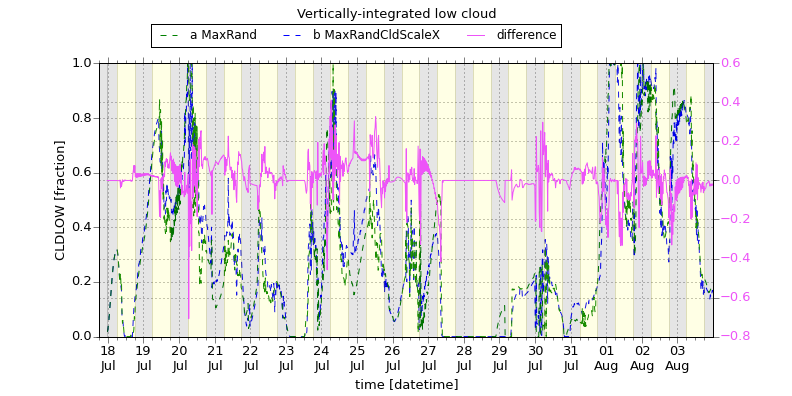 Vertically-integrated low cloud
a MaxRand b MaxRandCldScaleX difference
1.0 0.6
0.4
0.8
0.2
0.6
0.0
−0.2
0.4
−0.4
0.2
−0.6
0.0 −0.8
CLDLOW [fraction]
18 19 20 21 22 23 24 25 26 27 28 29 30 31 01 02 03
Jul Jul Jul Jul Jul Jul Jul Jul Jul Jul Jul Jul Jul Jul Aug Aug Aug
time [datetime]